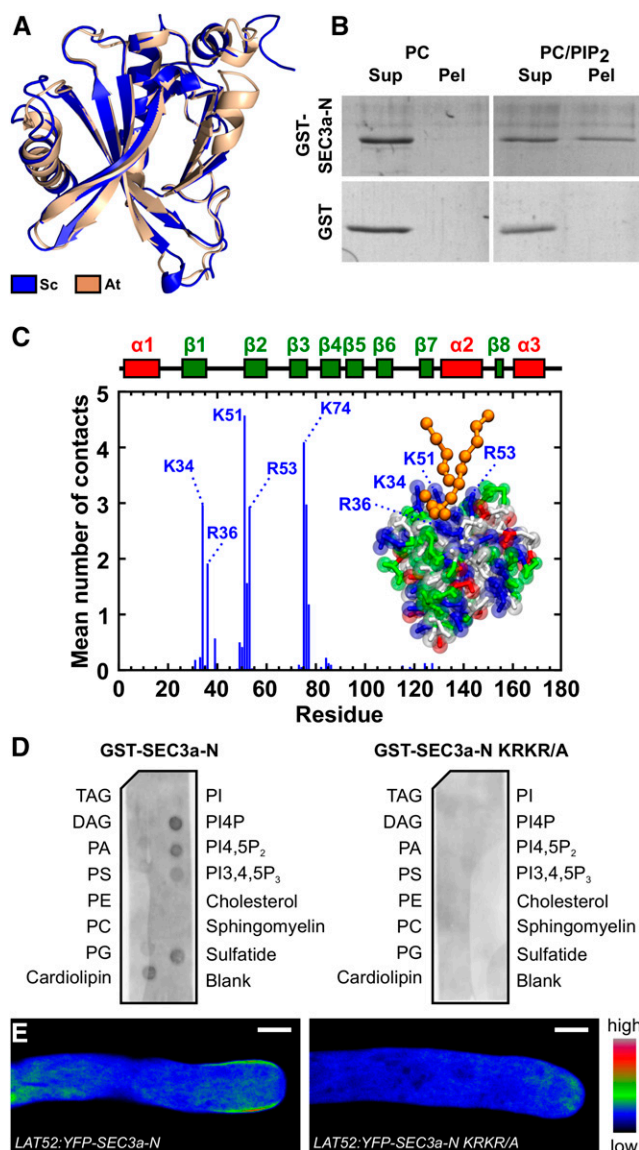 A
Sc At
B
PC PC/PIP2
Sup Pel Sup Pel
GST-
SEC3a-N
GST
C
α1 β1 β2 β3 β4 β5 β6 β7 α2 β8 α3
Mean number of contacts
5
4
3
2
1
0
K34
R36
K51
R53
K74
K51
R53
K34
R36
0 20 40 60 80 100 120 140 160 180
Residue
D
GST-SEC3a-N GST-SEC3a-N KRKR/A
TAG PI TAG PI
DAG PI4P DAG PI4P
PA PI4,5P2 PA PI4,5P2
PS PI3,4,5P3 PS PI3,4,5P3
PE Cholesterol PE Cholesterol
PC Sphingomyelin PC Sphingomyelin
PG Sulfatide PG Sulfatide
Cardiolipin Blank Cardiolipin Blank
E
LAT52:YFP-SEC3a-N
LAT52:YFP-SEC3a-N KRKR/A
high
low